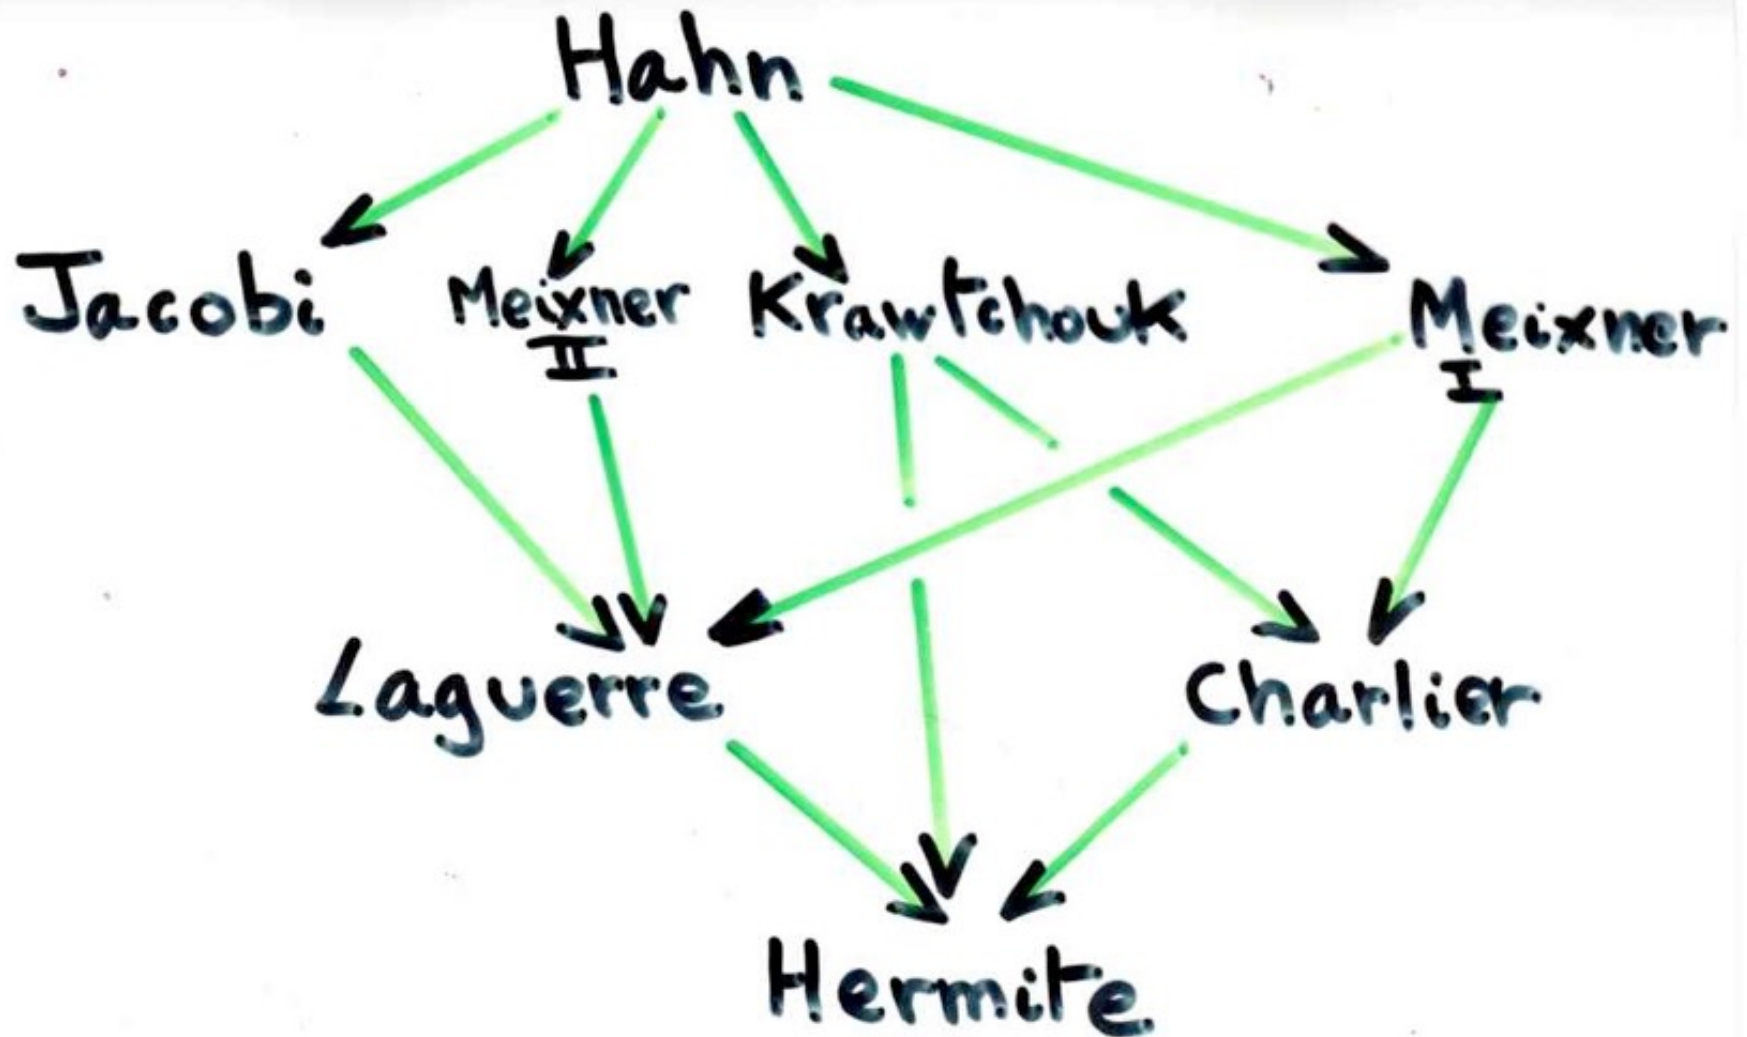 Hahn
Jacobi Meixner II Krawtchouk Meixner I
Laguerre Charlier
Hermite